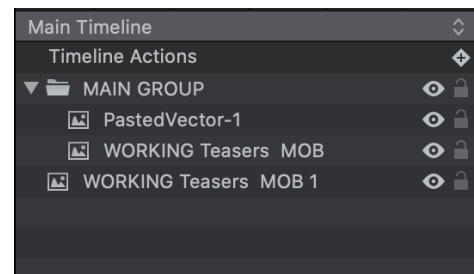 Main Timeline
Timeline Actions
MAIN GROUP
PastedVector-1
WORKING Teasers  MOB
WORKING Teasers  MOB 1